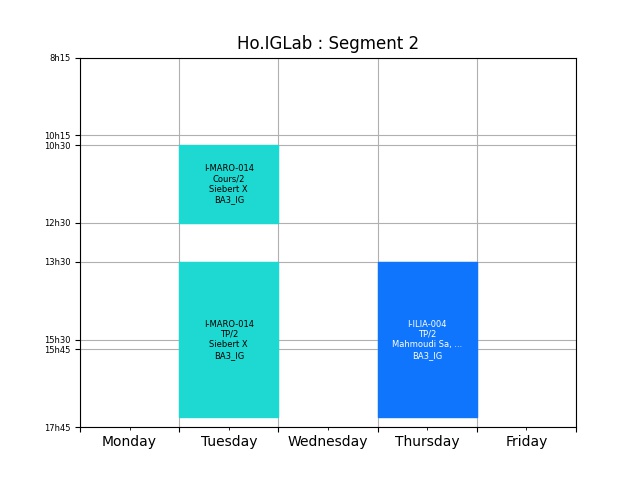 Ho.IGLab : Segment 2
8h15
10h15
10h30
I-MARO-014
Cours/2
Siebert X
BA3_IG
12h30
13h30
I-MARO-014
TP/2
Siebert X
BA3_IG
I-ILIA-004
TP/2
Mahmoudi Sa, ...
BA3_IG
15h30
15h45
17h45
Monday
Tuesday
Wednesday
Thursday
Friday